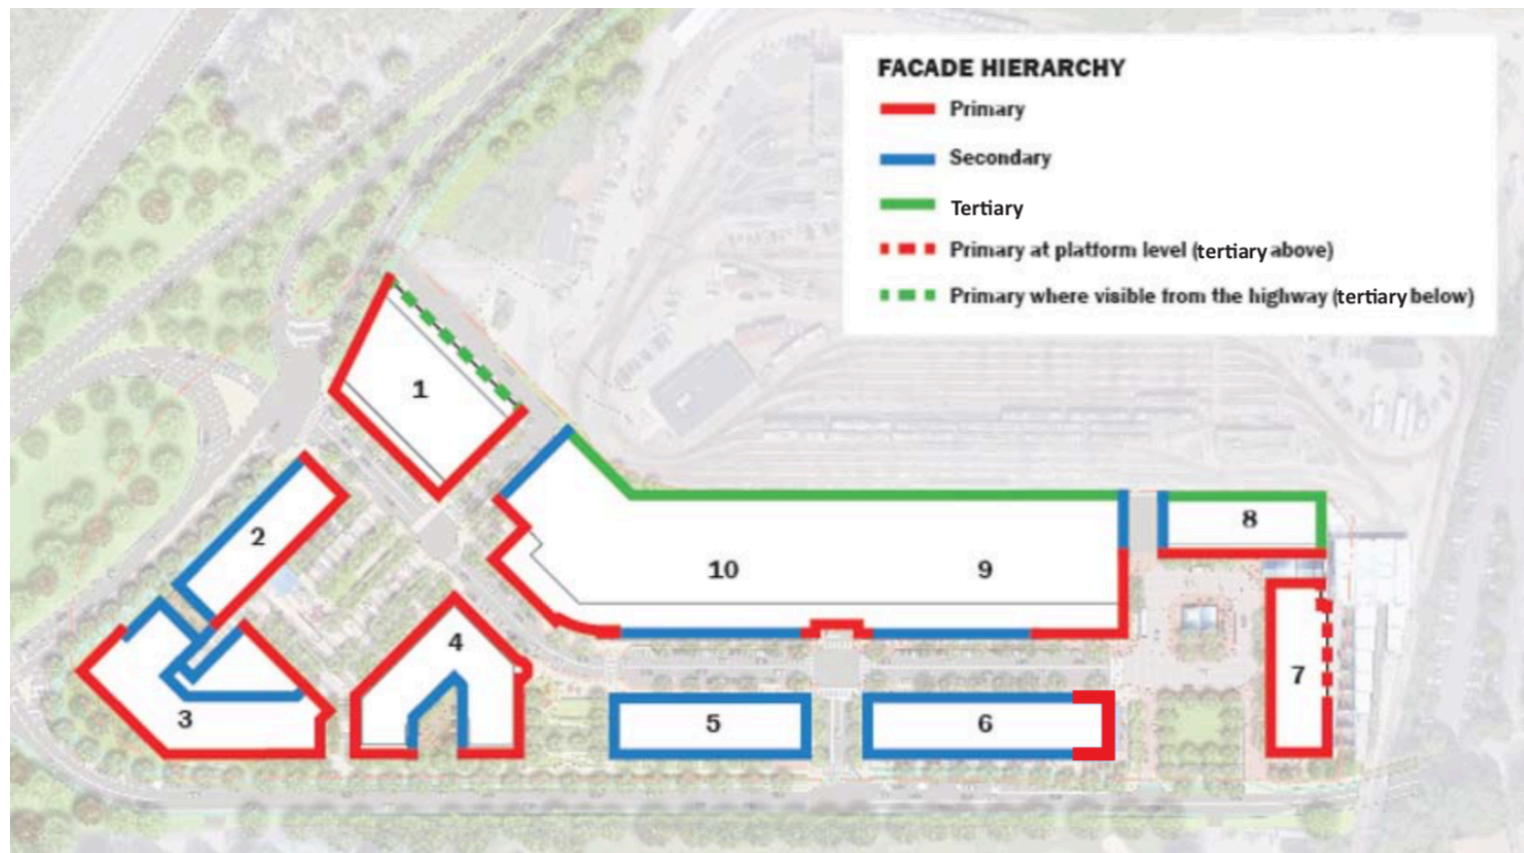 FACADE HIERARCHY
Primary
Secondary
Tertiary
Primary at platform level (tertiary above)
Primary where visible from the highway (tertiary below)
1
2
3
4
5
6
7
8
10
9